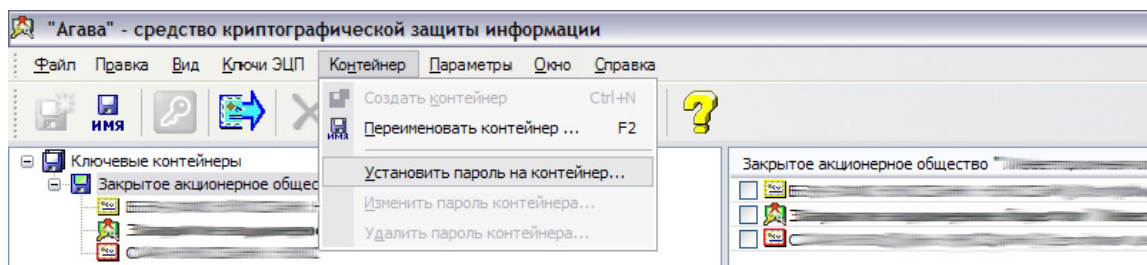 "Агава" - средство криптографической защиты информации
Файл Правка Вид Ключи ЭЦП Контейнер Параметры Окно Справка
имя
Создать контейнер Ctrl+N
имя Переименовать контейнер ... F2
Ключевые контейнеры
Закрытое акционерное общество "
Закрытое акционерное общес
Установить пароль на контейнер...
Изменить пароль контейнера...
Удалить пароль контейнера...